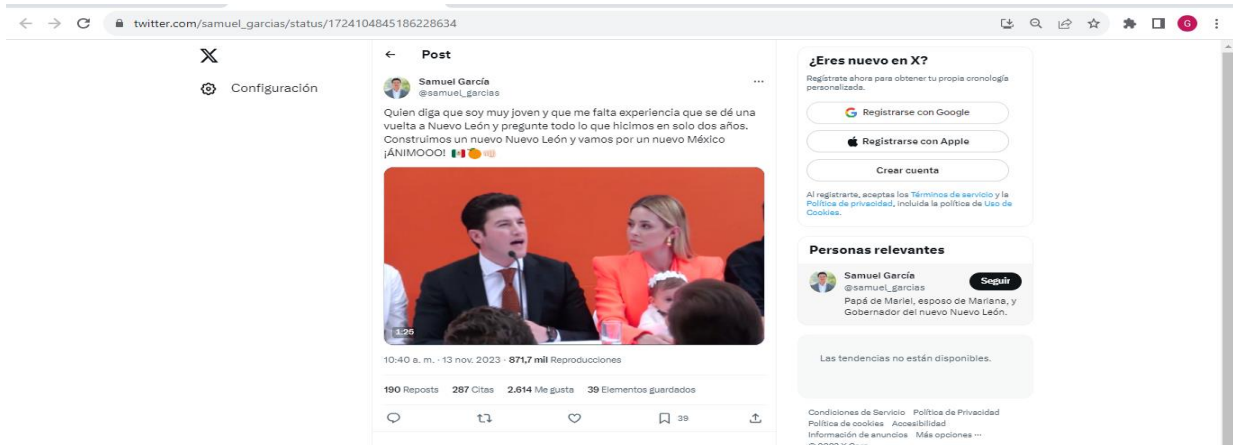 twitter.com/samuel_garcias/status/1724104845186228634
G
Configuración
Post
Samuel García
@samuel_garcias
Quien diga que soy muy joven y que me falta experiencia que se dé una
vuelta a Nuevo León y pregunte todo lo que hicimos en solo dos años.
Construimos un nuevo Nuevo León y vamos por un nuevo México
¡ÁNIMOOO! 🇲🇽🍊👊🏻
1:25
10:40 a. m. · 13 nov. 2023 · 871,7 mil Reproducciones
190 Reposts 287 Citas 2.614 Me gusta 39 Elementos guardados
39
¿Eres nuevo en X?
Regístrate ahora para obtener tu propia cronología
personalizada.
Registrarse con Google
Registrarse con Apple
Crear cuenta
Al registrarte, aceptas los Términos de servicio y la
Política de privacidad, incluida la política de Uso de
Cookies.
Personas relevantes
Samuel García
@samuel_garcias
Seguir
Papá de Mariel, esposo de Mariana, y
Gobernador del nuevo Nuevo León.
Las tendencias no están disponibles.
Condiciones de Servicio Política de Privacidad
Política de cookies Accesibilidad
Información de anuncios Más opciones ···